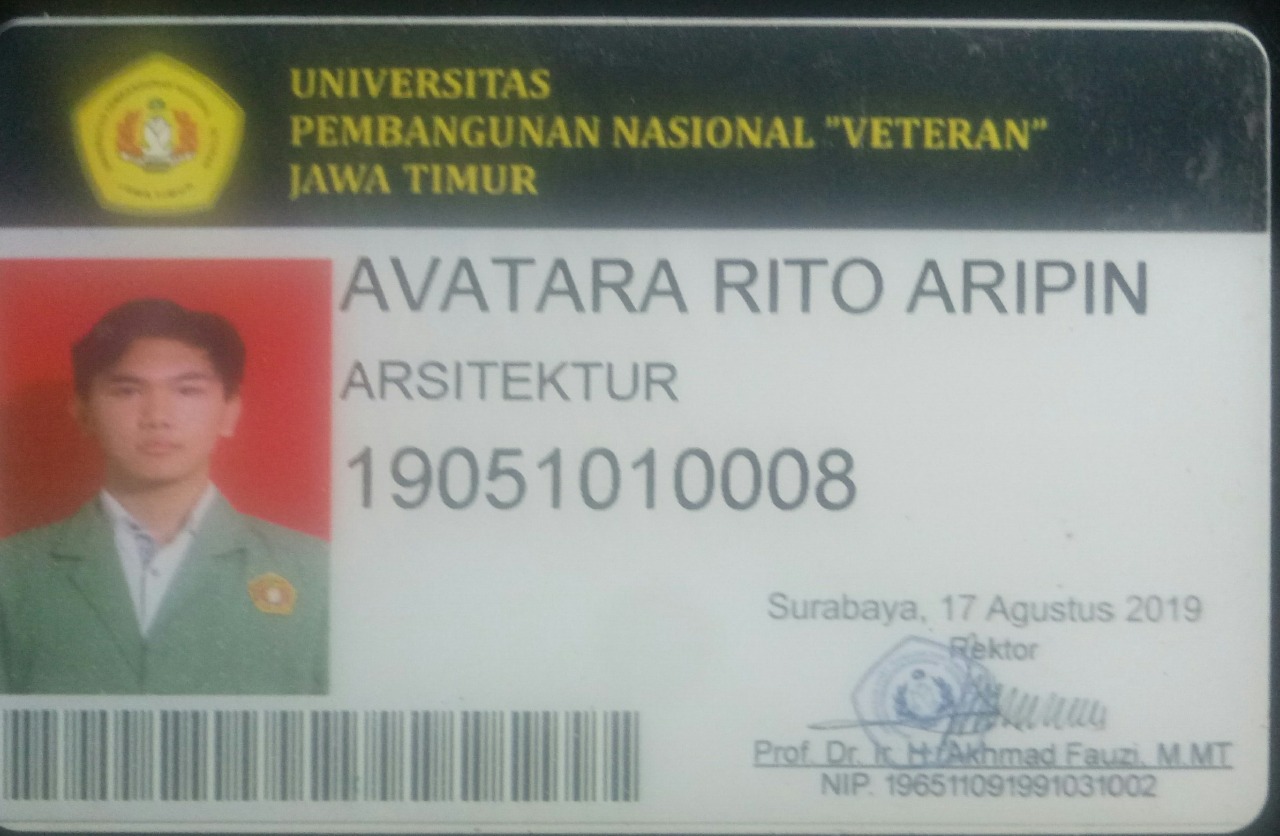 UNIVERSITAS
PEMBANGUNAN NASIONAL "VETERAN"
JAWA TIMUR
AVATARA RITO ARIPIN
ARSITEKTUR
19051010008
Surabaya, 17 Agustus 2019
Rektor
Prof. Dr. Ir. H. Akhmad Fauzi, M.MT
NIP. 196511091991031002